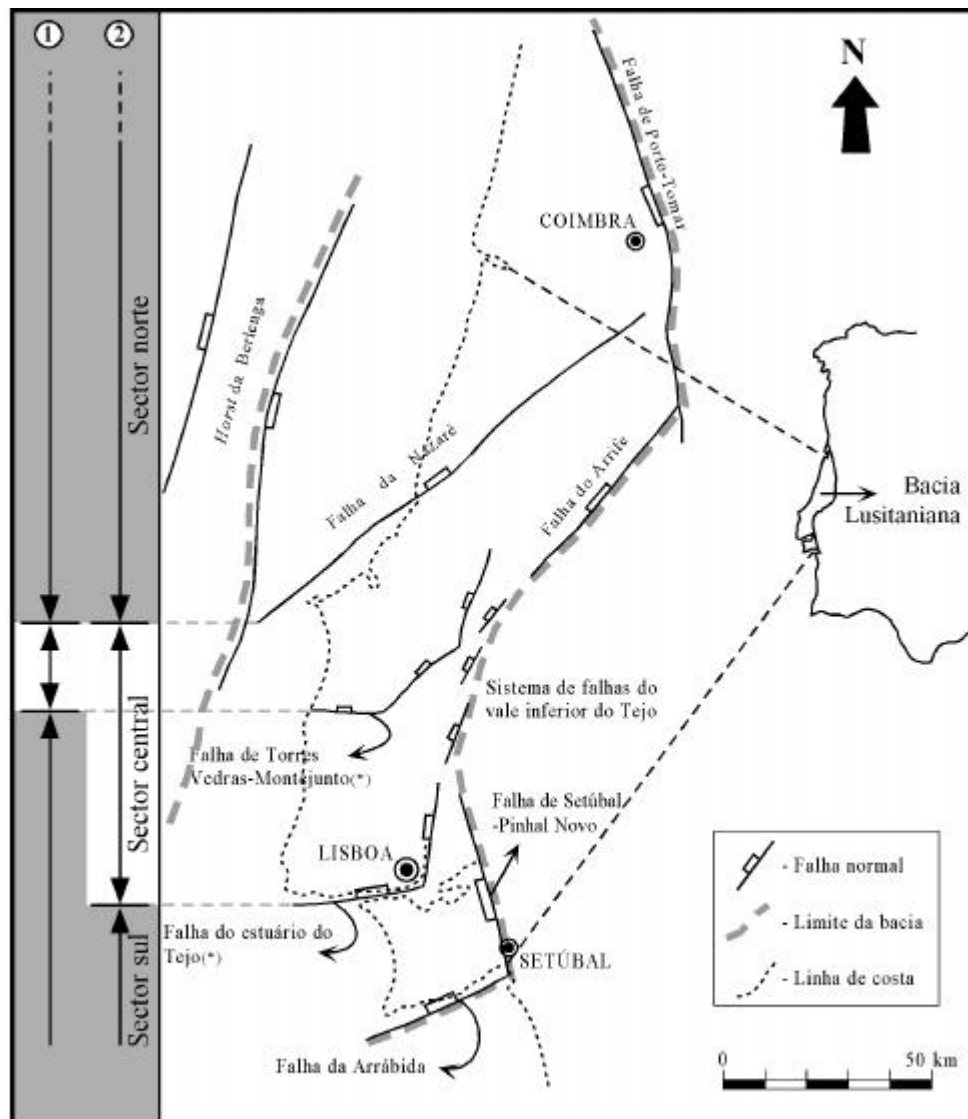 1
2
N
Falha de Porto-Tomar
COIMBRA
Sector norte
Horst da Berlenga
Falha da Nazaré
Falha do Arrife
Bacia
Lusitaniana
Sistema de falhas do
vale inferior do Tejo
Sector central
Falha de Torres
Vedras-Montejunto(*)
Falha de Setúbal
-Pinhal Novo
LISBOA
- Falha normal
- Limite da bacia
- Linha de costa
Falha do estuário do
Tejo(*)
SETÚBAL
Sector sul
Falha da Arrábida
0
50 km